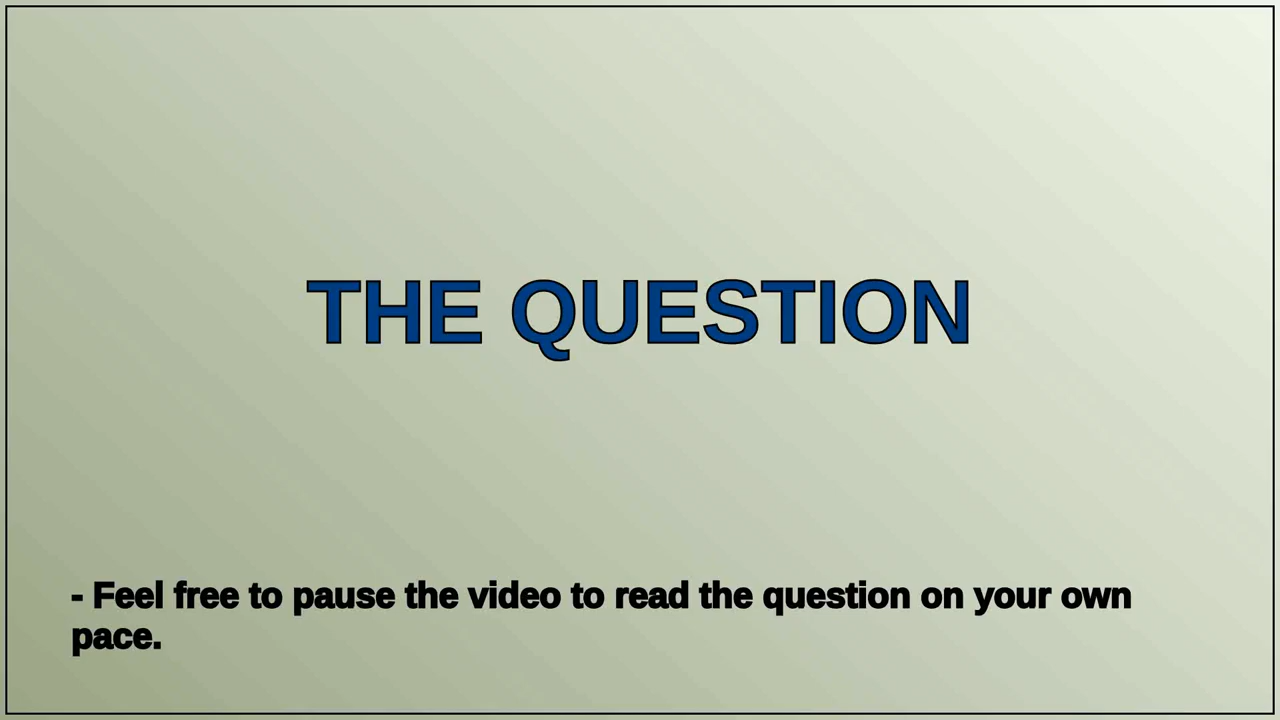 THE QUESTION
- Feel free to pause the video to read the question on your own
pace.